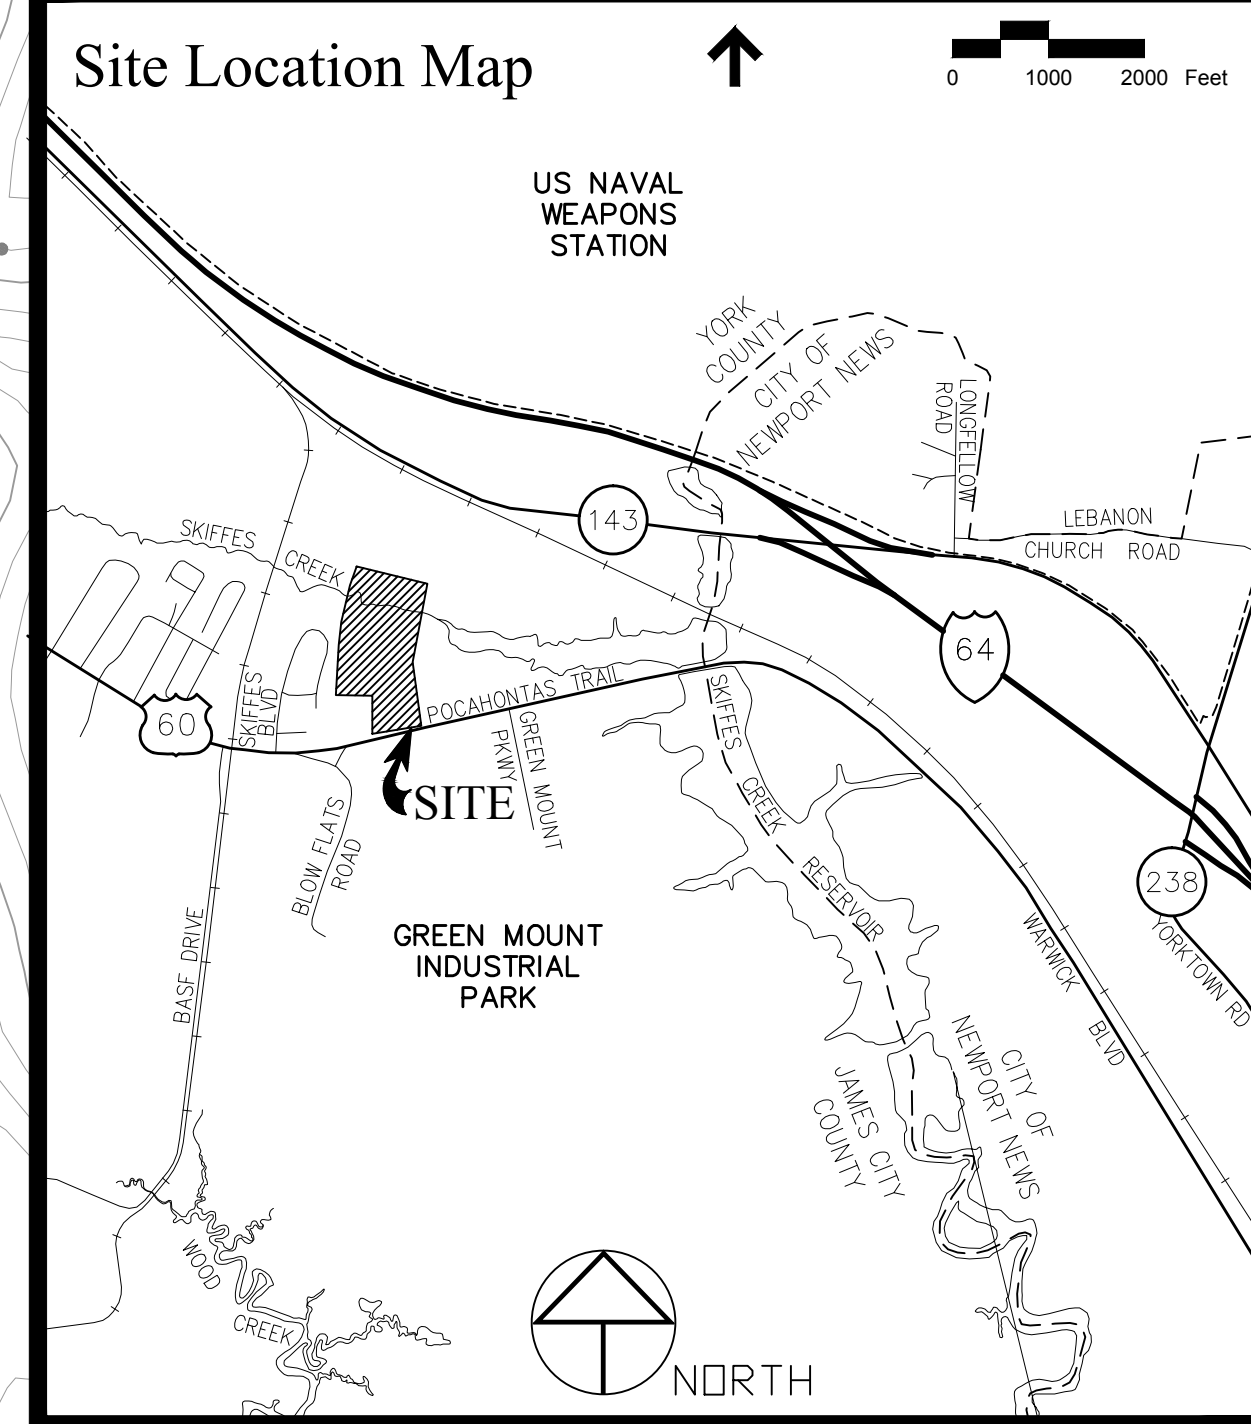 Site Location Map
0 1000 2000 Feet
US NAVAL
WEAPONS
STATION
YORK
COUNTY
CITY OF
NEWPORT NEWS
LONGFELLOW
ROAD
LEBANON
CHURCH ROAD
143
SKIFFES
CREEK
64
60
SKIFFES
BLVD
POCAHONTAS TRAIL
GREEN MOUNT
PKWY
SITE
SKIFFES
CREEK
RESERVOIR
BLOW FLATS
ROAD
238
YORKTOWN RD
WARWICK
BLVD
BASF DRIVE
GREEN MOUNT
INDUSTRIAL
PARK
CITY OF
NEWPORT NEWS
JAMES CITY
COUNTY
WOOD
CREEK
NORTH